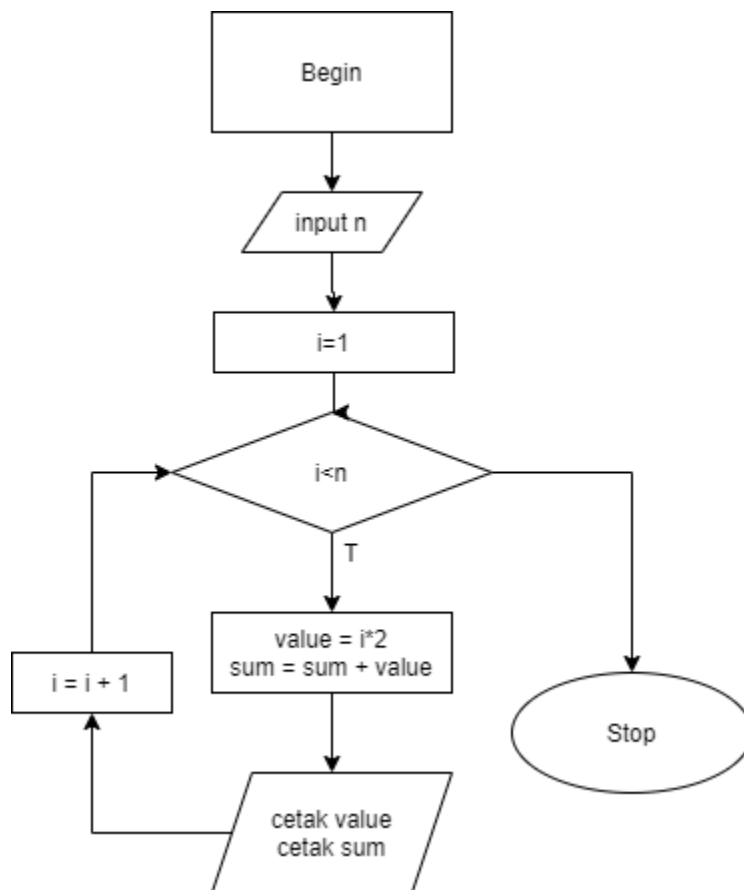 Begin
input n
i=1
i<n
T
value = i*2
sum = sum + value
i = i + 1
Stop
cetak value
cetak sum